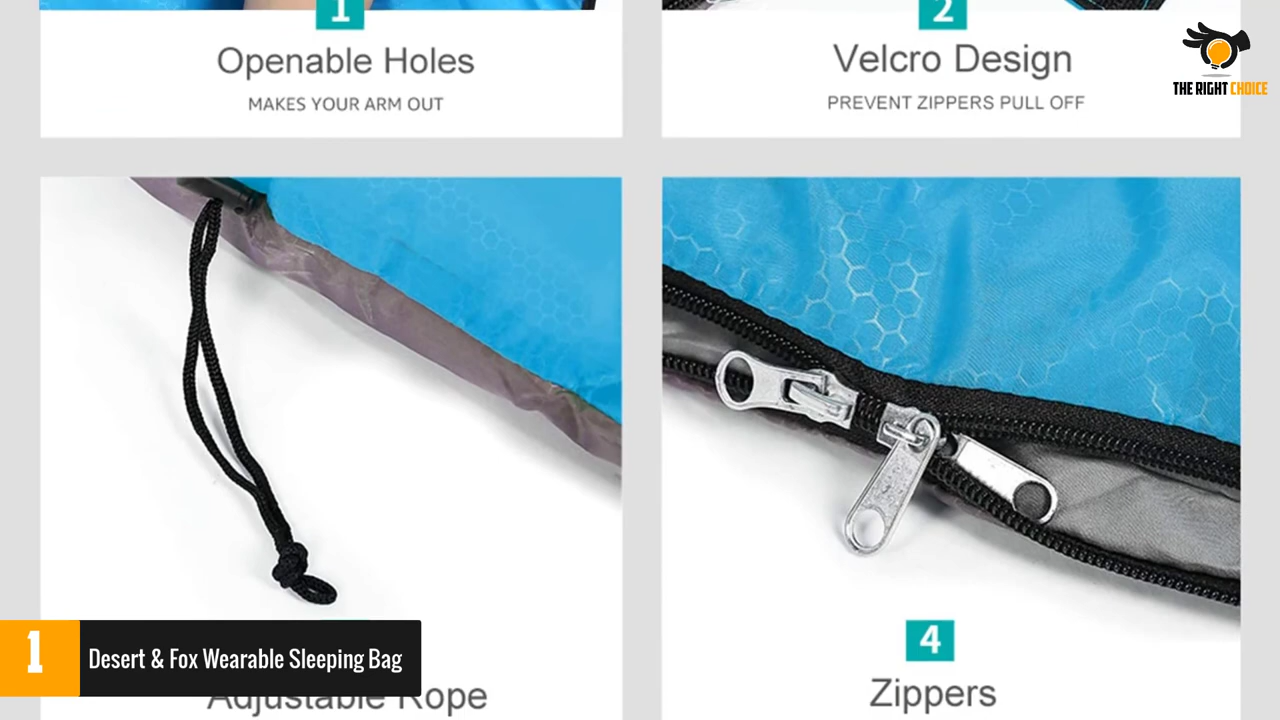 1
2
Openable Holes
Velcro Design
MAKES YOUR ARM OUT
PREVENT ZIPPERS PULL OFF
THE RIGHT CHOICE
4
1
Desert & Fox Wearable Sleeping Bag
Adjustable Rope
Zippers